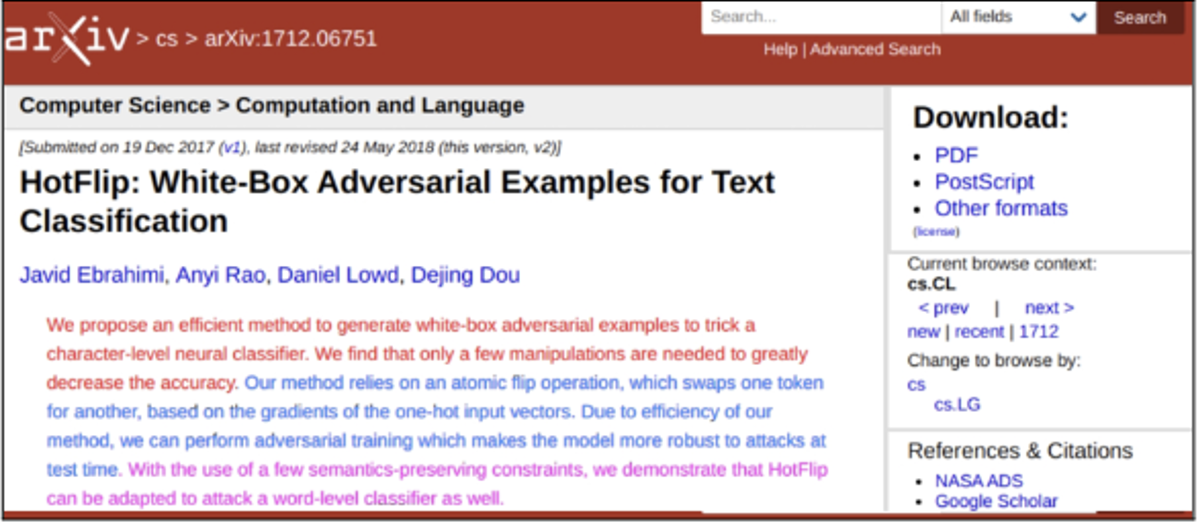 arXiv > cs > arXiv:1712.06751
Search...
All fields
Search
Help | Advanced Search
Computer Science > Computation and Language
[Submitted on 19 Dec 2017 (v1), last revised 24 May 2018 (this version, v2)]
HotFlip: White-Box Adversarial Examples for Text
Classification
Javid Ebrahimi, Anyi Rao, Daniel Lowd, Dejing Dou
We propose an efficient method to generate white-box adversarial examples to trick a
character-level neural classifier. We find that only a few manipulations are needed to greatly
decrease the accuracy. Our method relies on an atomic flip operation, which swaps one token
for another, based on the gradients of the one-hot input vectors. Due to efficiency of our
method, we can perform adversarial training which makes the model more robust to attacks at
test time. With the use of a few semantics-preserving constraints, we demonstrate that HotFlip
can be adapted to attack a word-level classifier as well.
Download:
• PDF
• PostScript
• Other formats
(license)
Current browse context:
cs.CL
< prev | next >
new | recent | 1712
Change to browse by:
cs
cs.LG
References & Citations
• NASA ADS
• Google Scholar